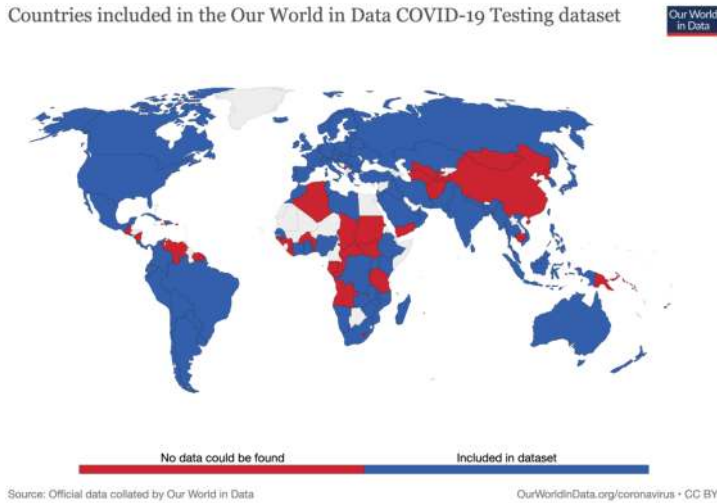 Countries included in the Our World in Data COVID-19 Testing dataset
Our World
in Data
No data could be found
Included in dataset
Source: Official data collated by Our World in Data
OurWorldInData.org/coronavirus • CC BY